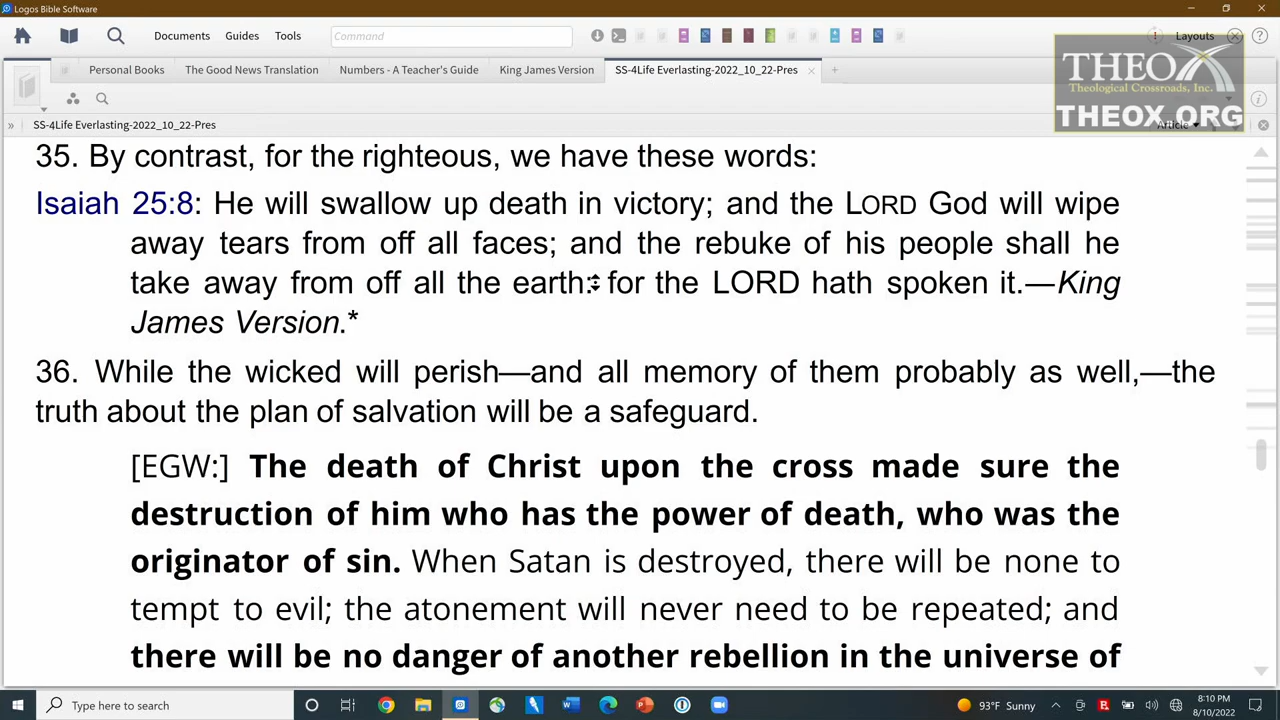 Logos Bible Software
Documents Guides Tools Command Layouts
Personal Books The Good News Translation Numbers - A Teacher's Guide King James Version SS-4Life Everlasting-2022_10_22-Pres
THEOX
Theological Crossroads, Inc.
THEOX.ORG
SS-4Life Everlasting-2022_10_22-Pres Article
35. By contrast, for the righteous, we have these words:
Isaiah 25:8: He will swallow up death in victory; and the LORD God will wipe
away tears from off all faces; and the rebuke of his people shall he
take away from off all the earth: for the LORD hath spoken it.—King
James Version.*
36. While the wicked will perish—and all memory of them probably as well,—the
truth about the plan of salvation will be a safeguard.
[EGW:] The death of Christ upon the cross made sure the
destruction of him who has the power of death, who was the
originator of sin. When Satan is destroyed, there will be none to
tempt to evil; the atonement will never need to be repeated; and
there will be no danger of another rebellion in the universe of
Type here to search
93°F Sunny
8:10 PM
8/10/2022